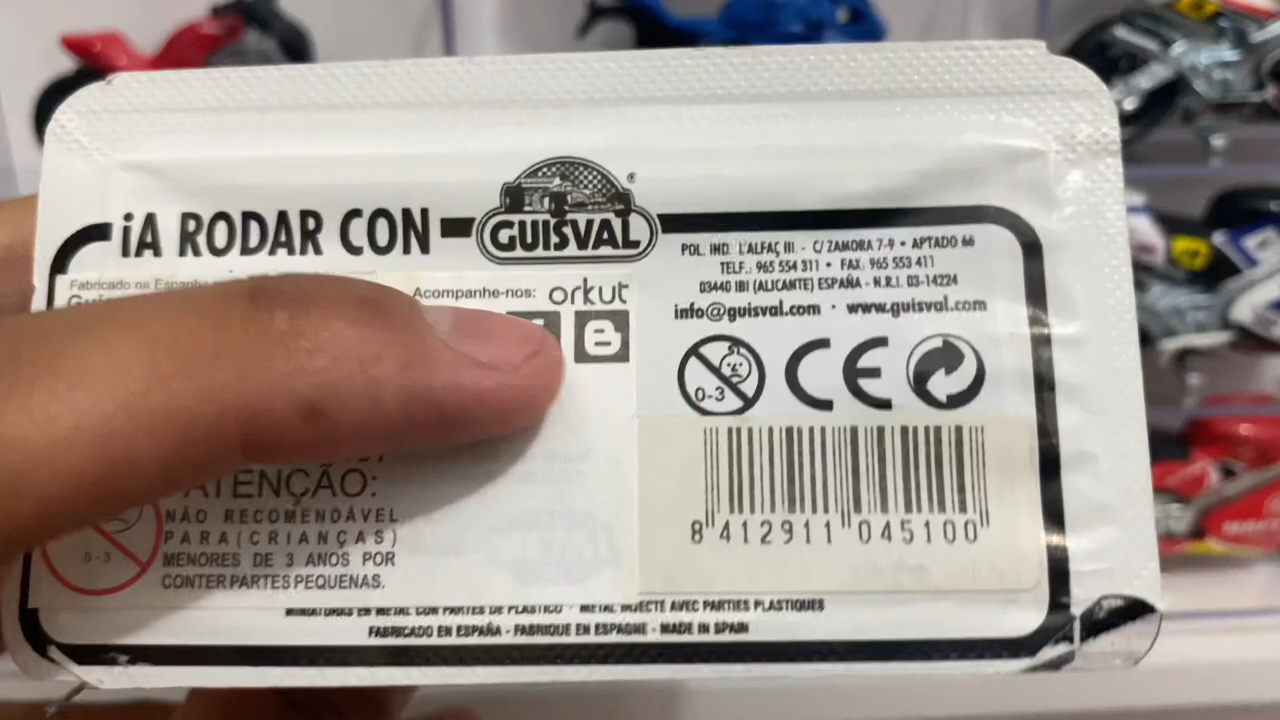 ¡A RODAR CON GUISVAL
®
POL. IND. L'ALFAÇ III. - C/ ZAMORA 7-9 • APTADO 66
TELF.: 965 554 311 • FAX: 965 553 411
03440 IBI (ALICANTE) ESPAÑA - N.R.I. 03-14224
info@guisval.com · www.guisval.com
0-3
CE
8 412911 045100
Fabricado na Espanha
Acompanhe-nos: orkut
ATENÇÃO:
NÃO RECOMENDÁVEL
PARA (CRIANÇAS)
MENORES DE 3 ANOS POR
CONTER PARTES PEQUENAS.
MINIATURAS EN METAL CON PARTES DE PLASTICO · METAL INJECTÉ AVEC PARTIES PLASTIQUES
FABRICADO EN ESPAÑA - FABRIQUE EN ESPAGNE - MADE IN SPAIN